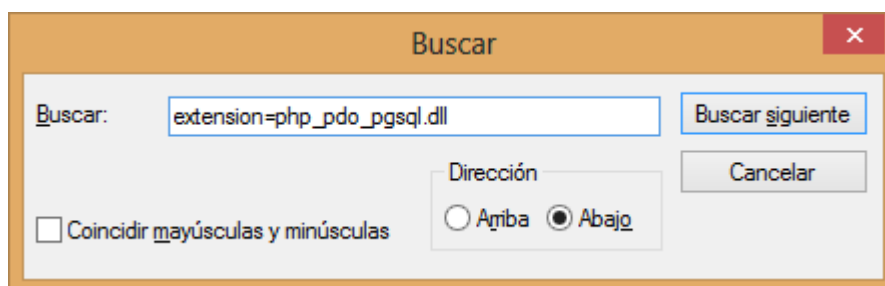 Buscar
Buscar: extension=php_pdo_pgsql.dll Buscar siguiente
Dirección Cancelar
Coincidir mayúsculas y minúsculas Arriba Abajo